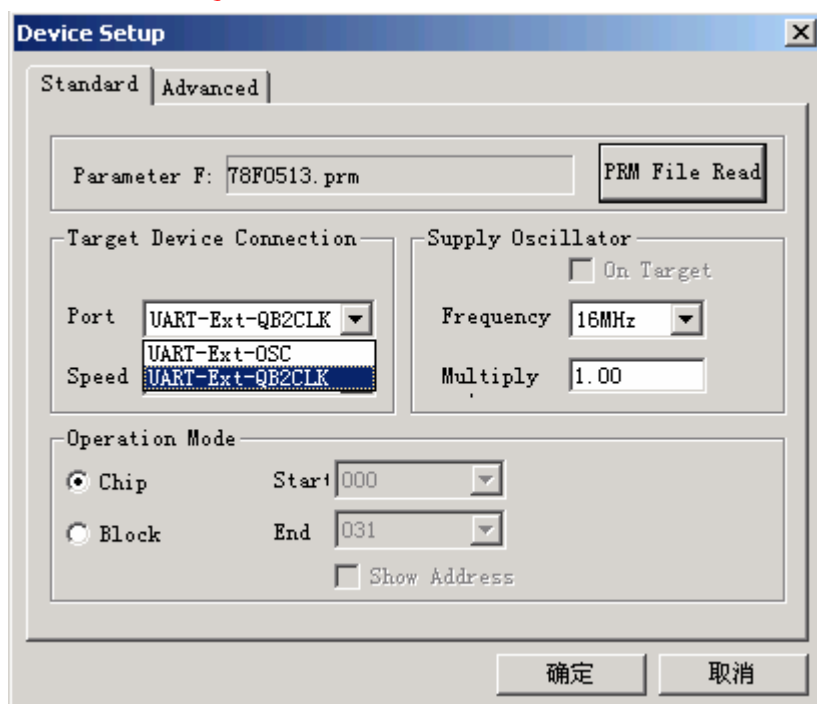 Device Setup
Standard
Advanced
Parameter F: 78F0513.prm
PRM File Read
Target Device Connection
Port UART-Ext-QB2CLK
UART-Ext-OSC
UART-Ext-QB2CLK
Speed
Supply Oscillator
On Target
Frequency 16MHz
Multiply 1.00
Operation Mode
Chip
Start 000
Block
End 031
Show Address
确定
取消